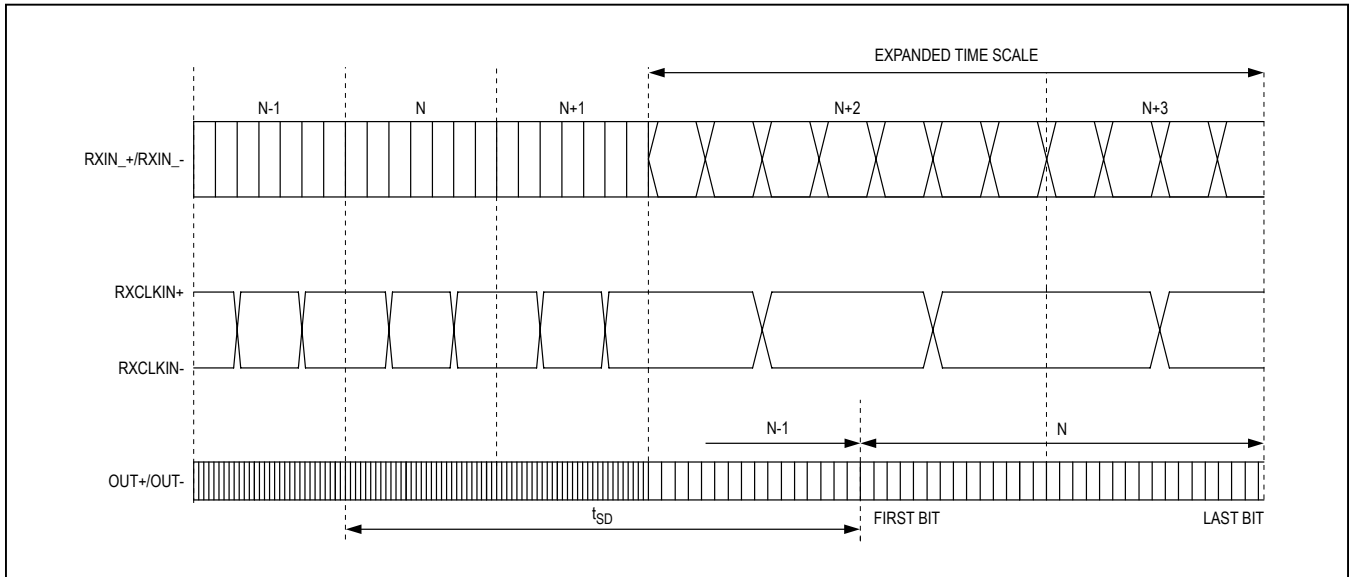 EXPANDED TIME SCALE
N-1 N N+1 N+2 N+3
RXIN_+/RXIN_-
RXCLKIN+
RXCLKIN-
N-1 N
OUT+/OUT-
tSD FIRST BIT LAST BIT